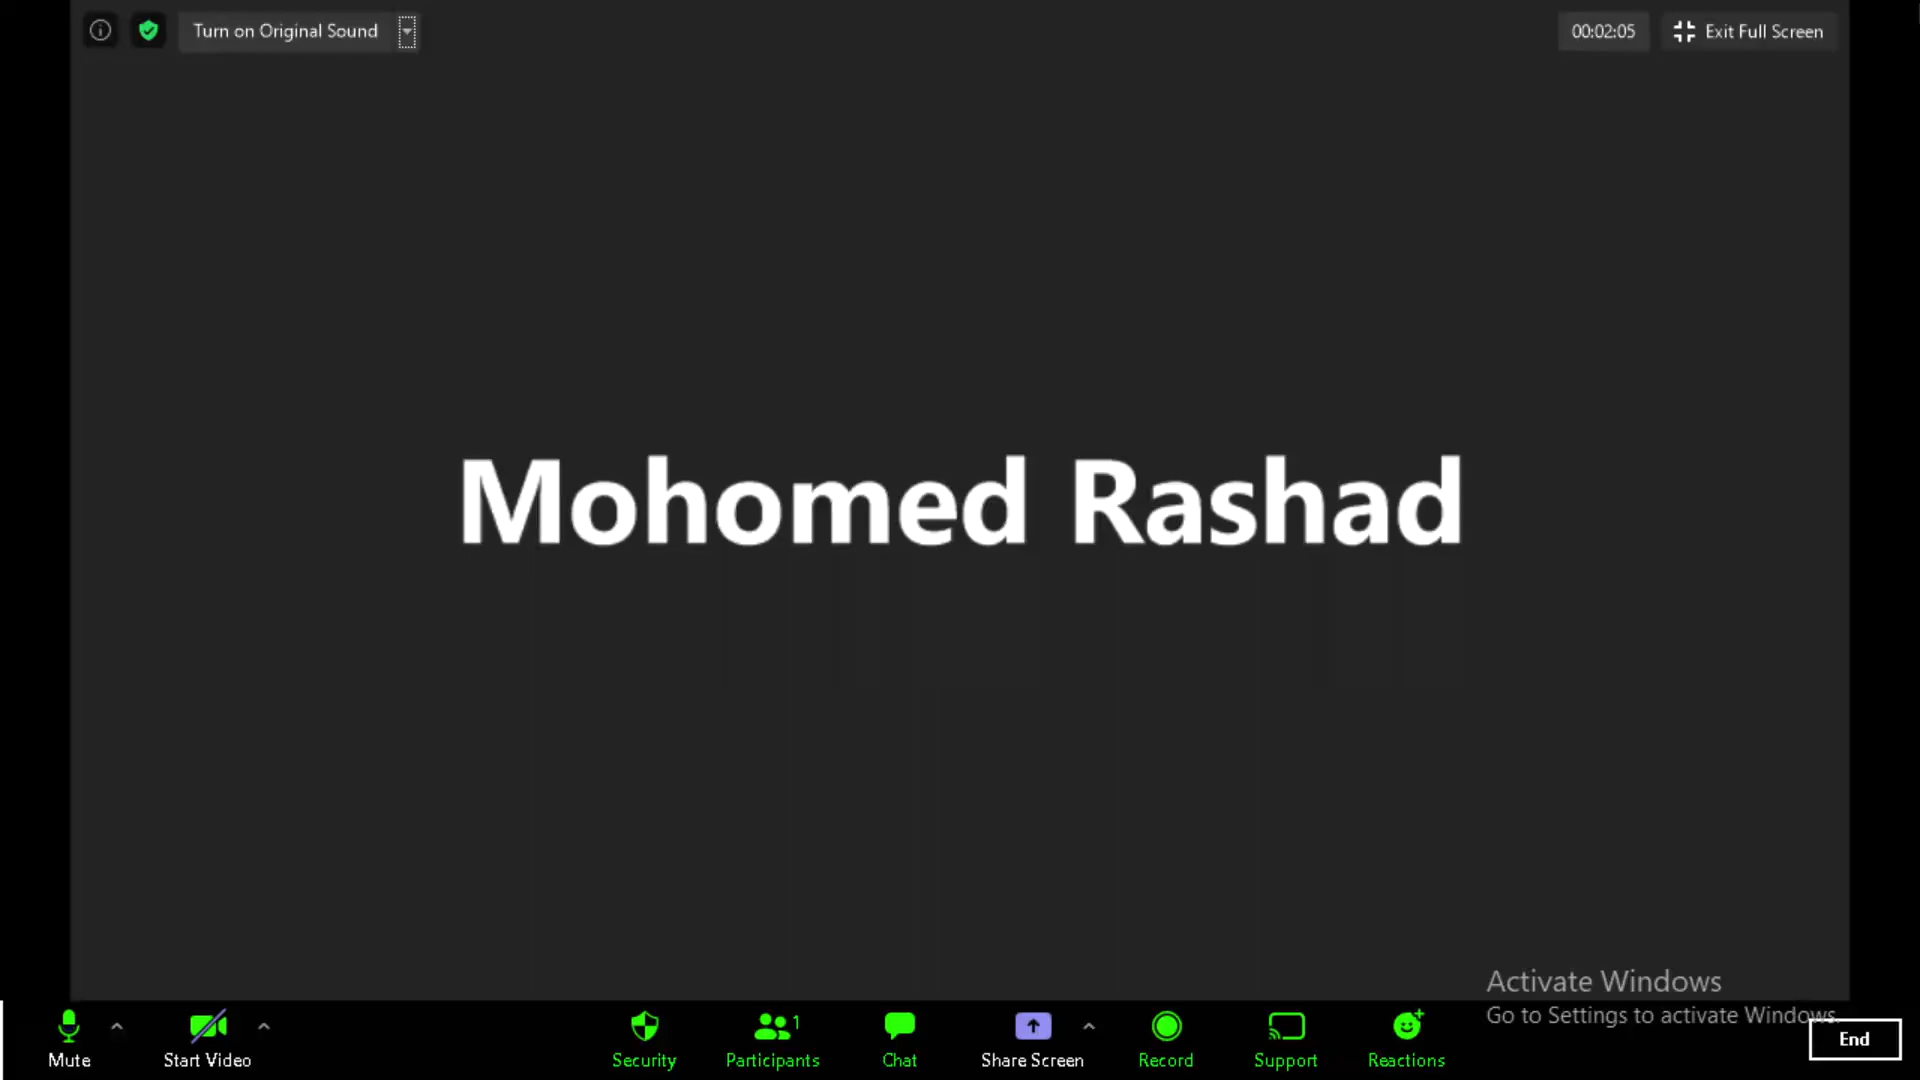 Turn on Original Sound
00:02:05
Exit Full Screen
Mohomed Rashad
Activate Windows
Go to Settings to activate Windows.
Mute
Start Video
Security
Participants
1
Chat
Share Screen
Record
Support
Reactions
End